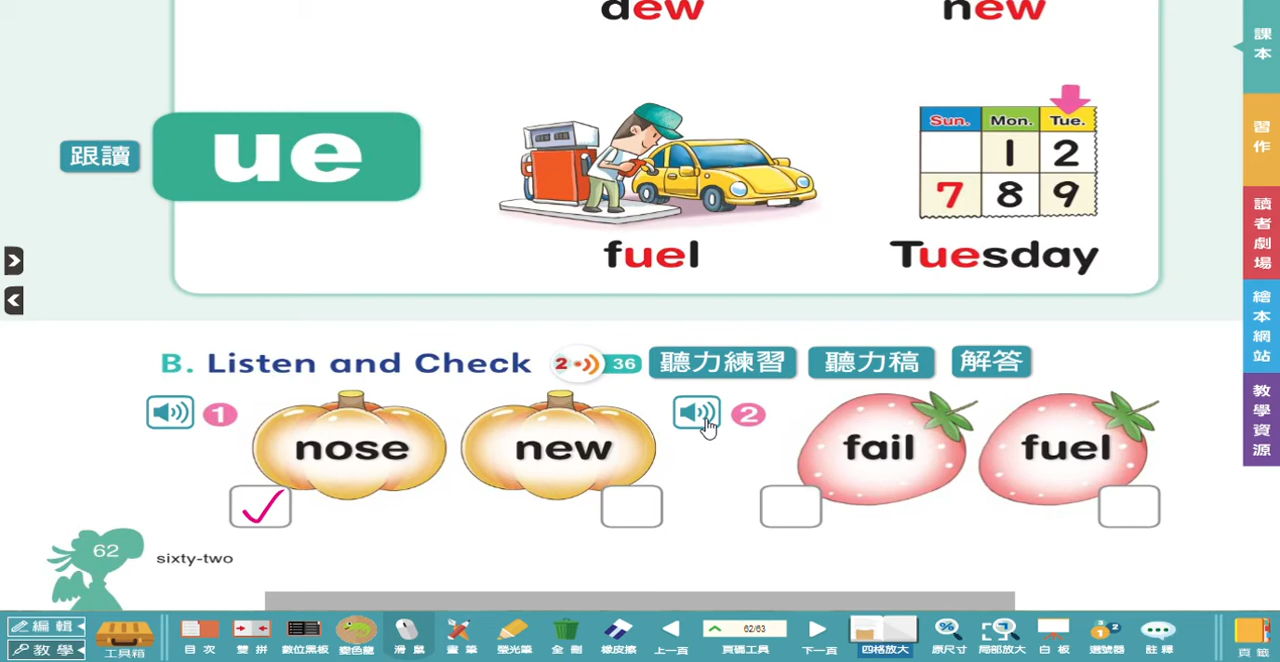 dew new
課本
習作
讀者劇場
繪本網站
教學資源
跟讀 ue
Sun. Mon. Tue.
1 2
7 8 9
fuel Tuesday
B. Listen and Check 2 36 聽力練習 聽力稿 解答
1 nose new 2 fail fuel
62 sixty-two
編輯
教學
工具箱 目次 雙拼 數位黑板 變色龍 滑鼠 畫筆 螢光筆 全刪 橡皮擦 上一頁 62/63 頁碼工具 下一頁 四格放大 原尺寸 局部放大 白板 選號器 註釋 頁籤